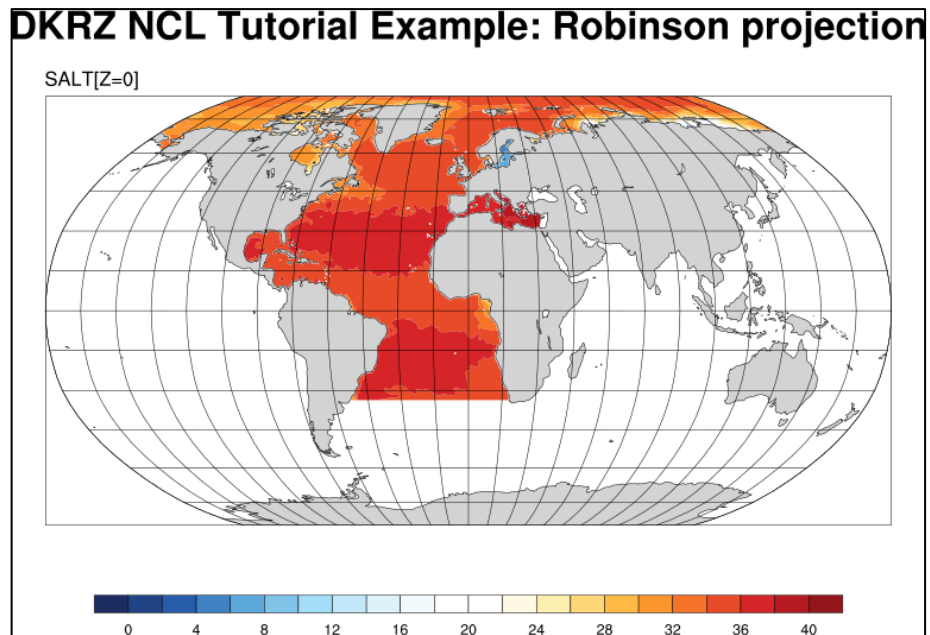 DKRZ NCL Tutorial Example: Robinson projection
SALT[Z=0]
0 4 8 12 16 20 24 28 32 36 40